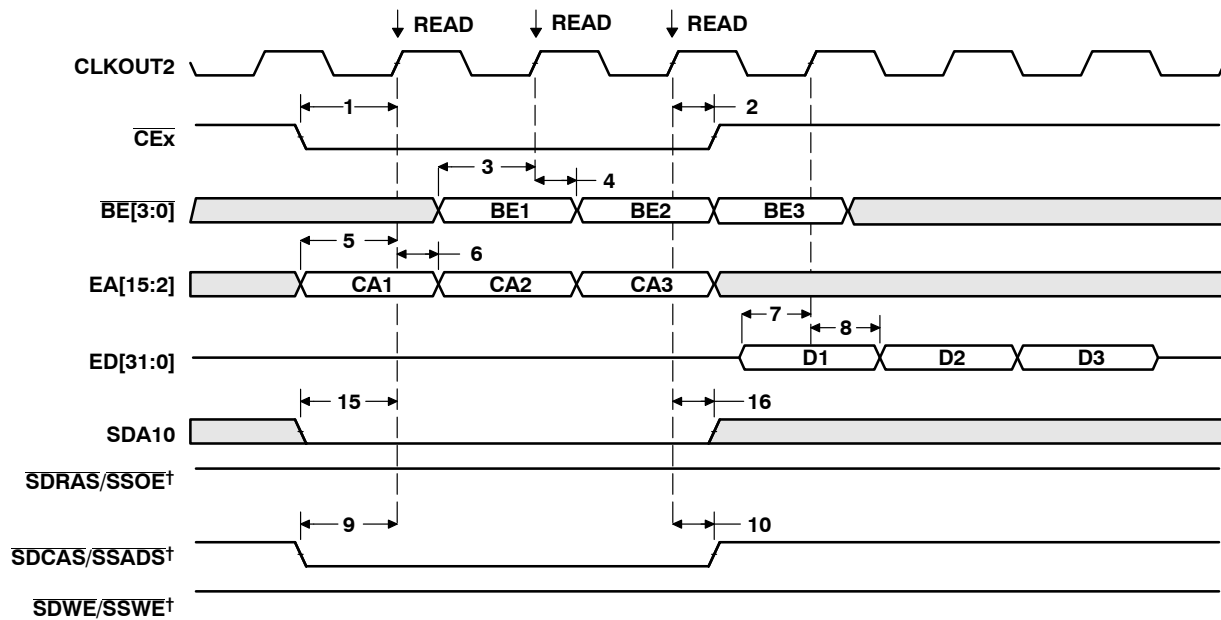 READ READ READ
CLKOUT2
1 2
CEx
3 4
BE[3:0] BE1 BE2 BE3
5 6
EA[15:2] CA1 CA2 CA3
7 8
ED[31:0] D1 D2 D3
15 16
SDA10
SDRAS/SSOE†
9 10
SDCAS/SSADS†
SDWE/SSWE†